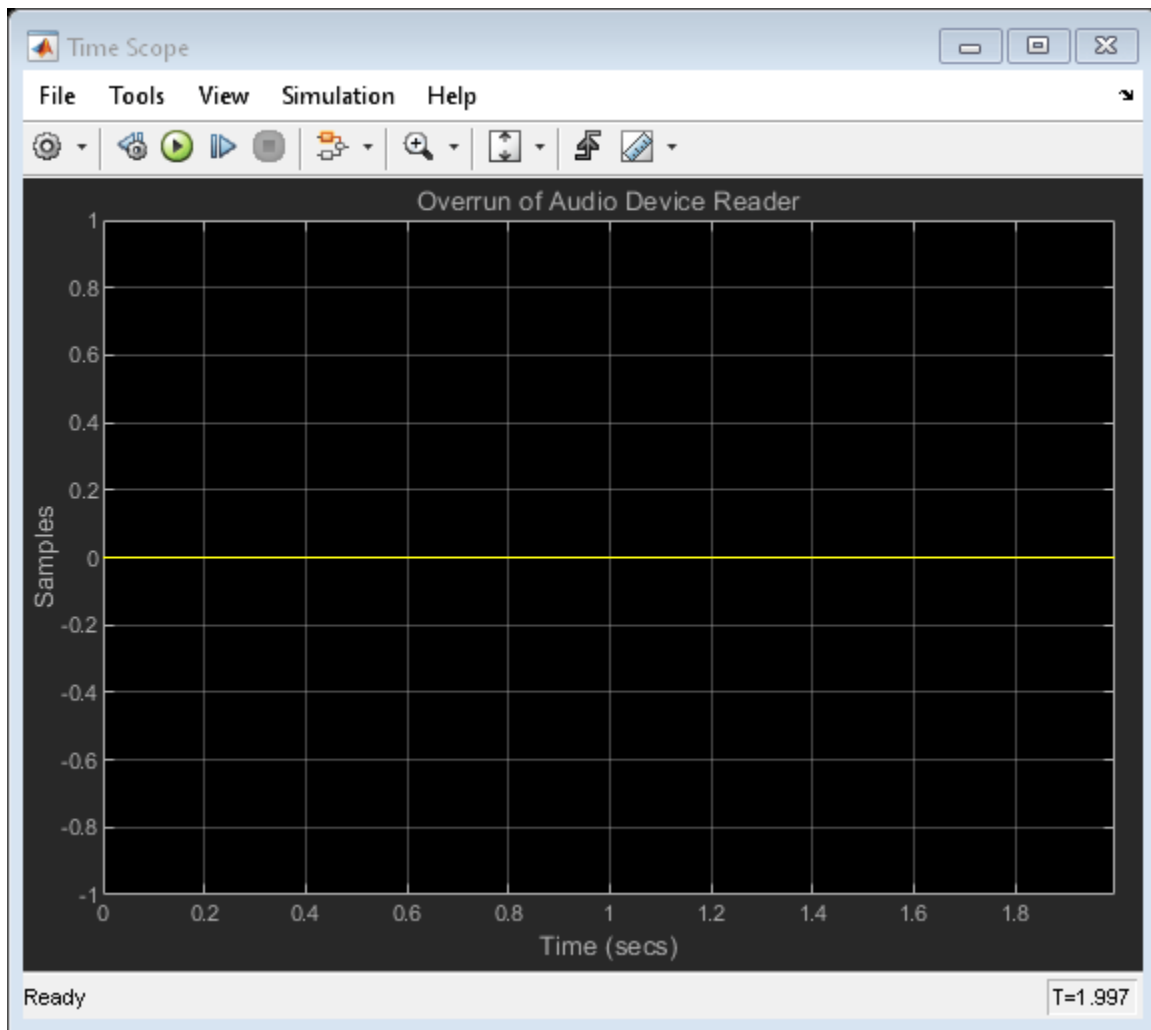 Time Scope
File Tools View Simulation Help
Overrun of Audio Device Reader
1
0.8
0.6
0.4
0.2
0
-0.2
-0.4
-0.6
-0.8
-1
Samples
0 0.2 0.4 0.6 0.8 1 1.2 1.4 1.6 1.8
Time (secs)
Ready T=1.997